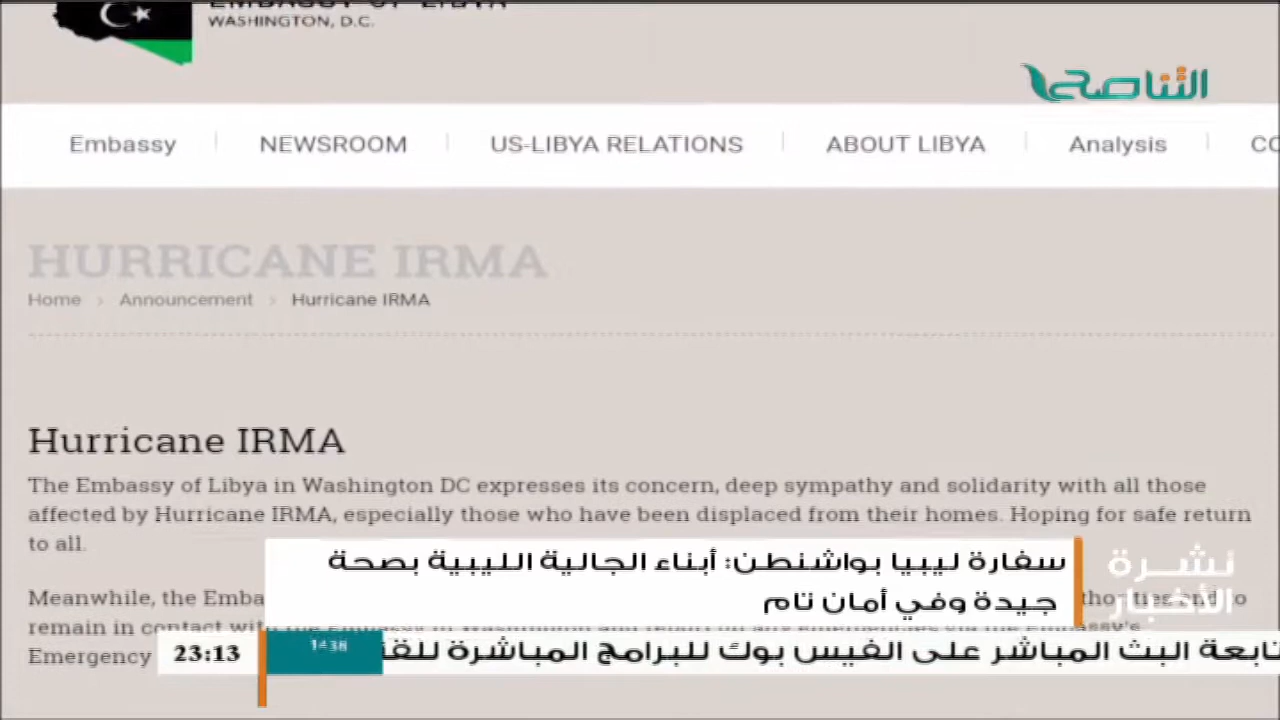 EMBASSY OF LIBYA
WASHINGTON, D.C.
التناصح
Embassy
NEWSROOM
US-LIBYA RELATIONS
ABOUT LIBYA
Analysis
HURRICANE IRMA
Home › Announcement › Hurricane IRMA
Hurricane IRMA
The Embassy of Libya in Washington DC expresses its concern, deep sympathy and solidarity with all those
affected by Hurricane IRMA, especially those who have been displaced from their homes. Hoping for safe return
to all.
سفارة ليبيا بواشنطن: أبناء الجالية الليبية بصحة
جيدة وفي أمان تام
نشرة
الأخبار
Meanwhile, the
remain in contact
Emergency
23:13
البث المباشر على الفيس بوك للبرامج المباشرة